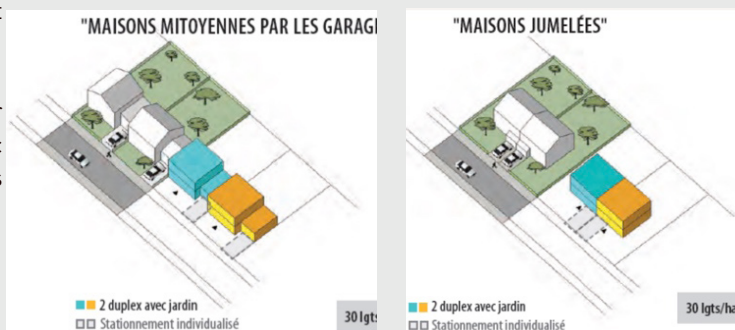 "MAISONS MITOYENNES PAR LES GARAG
2 duplex avec jardin
Stationnement individualisé
30 lgts
"MAISONS JUMELÉES"
2 duplex avec jardin
Stationnement individualisé
30 lgts/ha